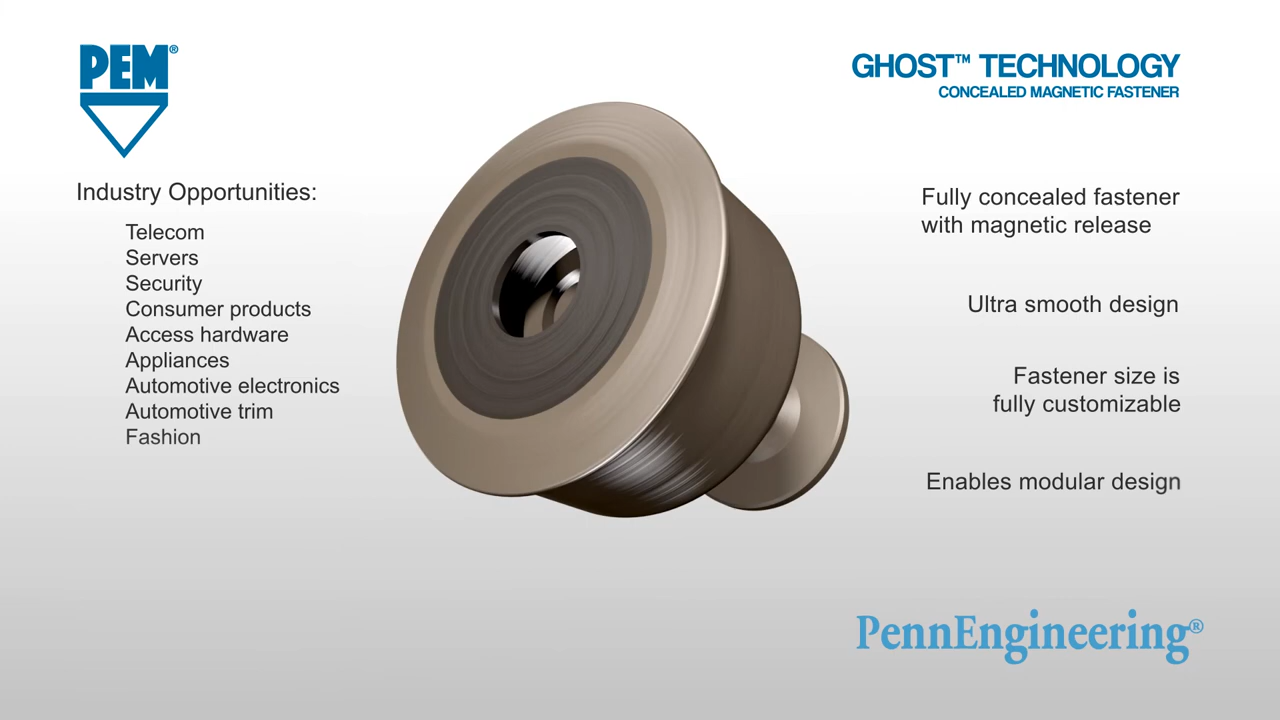 PEM®
GHOST™ TECHNOLOGY
CONCEALED MAGNETIC FASTENER
Industry Opportunities:
Telecom
Servers
Security
Consumer products
Access hardware
Appliances
Automotive electronics
Automotive trim
Fashion
Fully concealed fastener
with magnetic release
Ultra smooth design
Fastener size is
fully customizable
Enables modular design
PennEngineering®